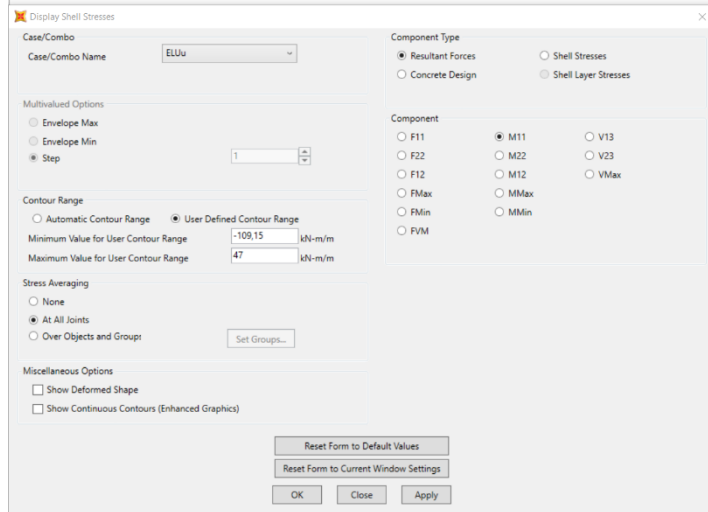 Display Shell Stresses
Case/Combo
Case/Combo Name
ELUu
Multivalued Options
Envelope Max
Envelope Min
Step
1
Contour Range
Automatic Contour Range
User Defined Contour Range
Minimum Value for User Contour Range
-109,15
kN-m/m
Maximum Value for User Contour Range
47
kN-m/m
Stress Averaging
None
At All Joints
Over Objects and Groups
Set Groups...
Miscellaneous Options
Show Deformed Shape
Show Continuous Contours (Enhanced Graphics)
Component Type
Resultant Forces
Shell Stresses
Concrete Design
Shell Layer Stresses
Component
F11
M11
V13
F22
M22
V23
F12
M12
VMax
FMax
MMax
FMin
MMin
FVM
Reset Form to Default Values
Reset Form to Current Window Settings
OK
Close
Apply